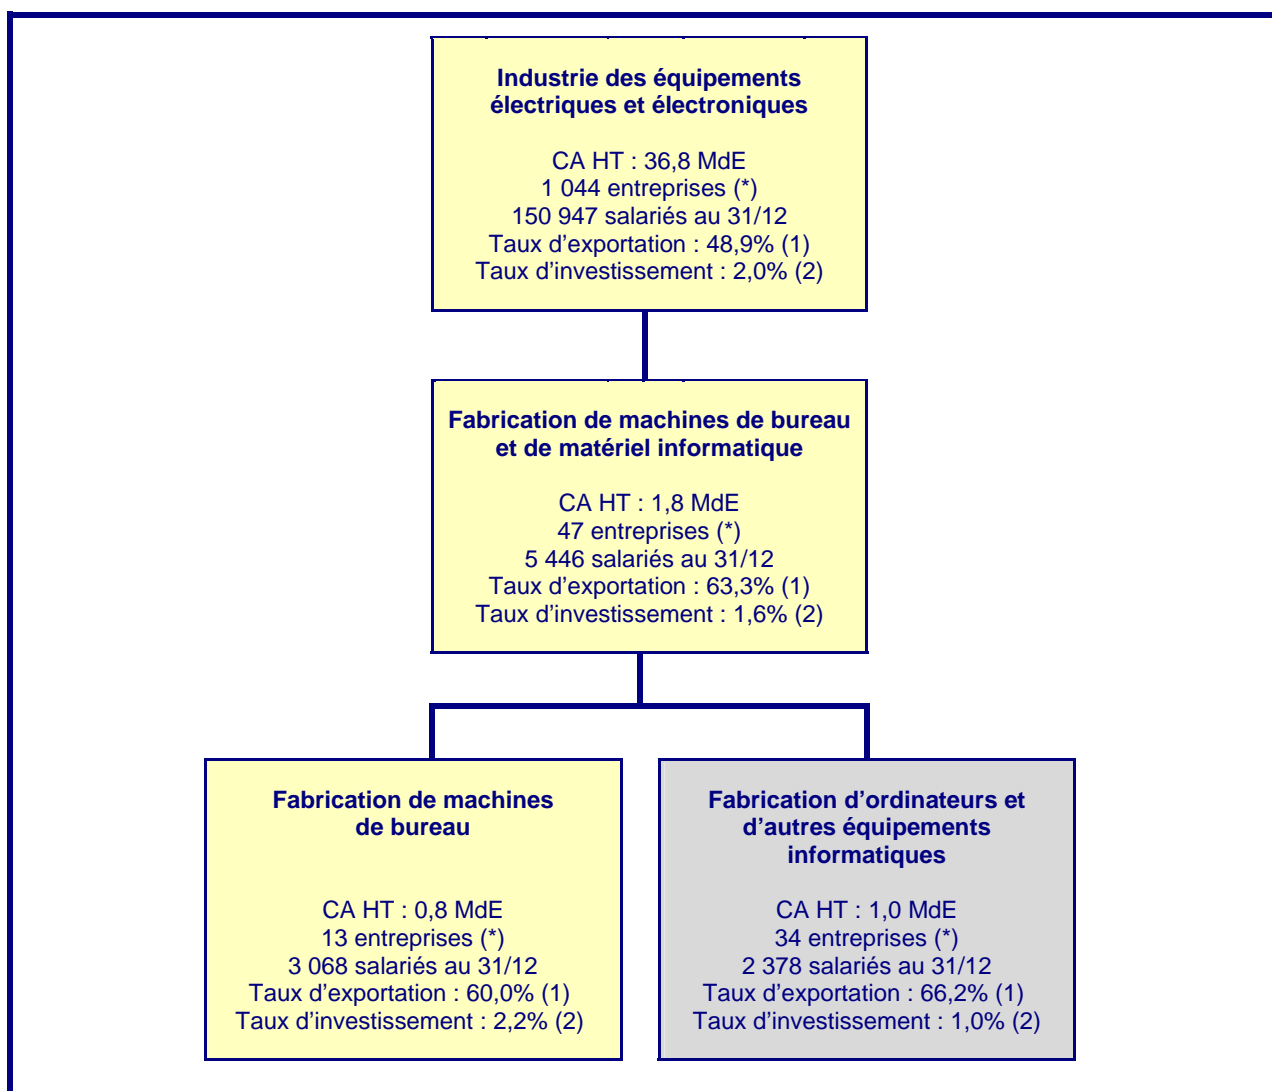 Industrie des équipements
électriques et électroniques
CA HT : 36,8 MdE
1 044 entreprises (*)
150 947 salariés au 31/12
Taux d’exportation : 48,9% (1)
Taux d’investissement : 2,0% (2)
Fabrication de machines de bureau
et de matériel informatique
CA HT : 1,8 MdE
47 entreprises (*)
5 446 salariés au 31/12
Taux d’exportation : 63,3% (1)
Taux d’investissement : 1,6% (2)
Fabrication de machines
de bureau
CA HT : 0,8 MdE
13 entreprises (*)
3 068 salariés au 31/12
Taux d’exportation : 60,0% (1)
Taux d’investissement : 2,2% (2)
Fabrication d’ordinateurs et
d’autres équipements
informatiques
CA HT : 1,0 MdE
34 entreprises (*)
2 378 salariés au 31/12
Taux d’exportation : 66,2% (1)
Taux d’investissement : 1,0% (2)